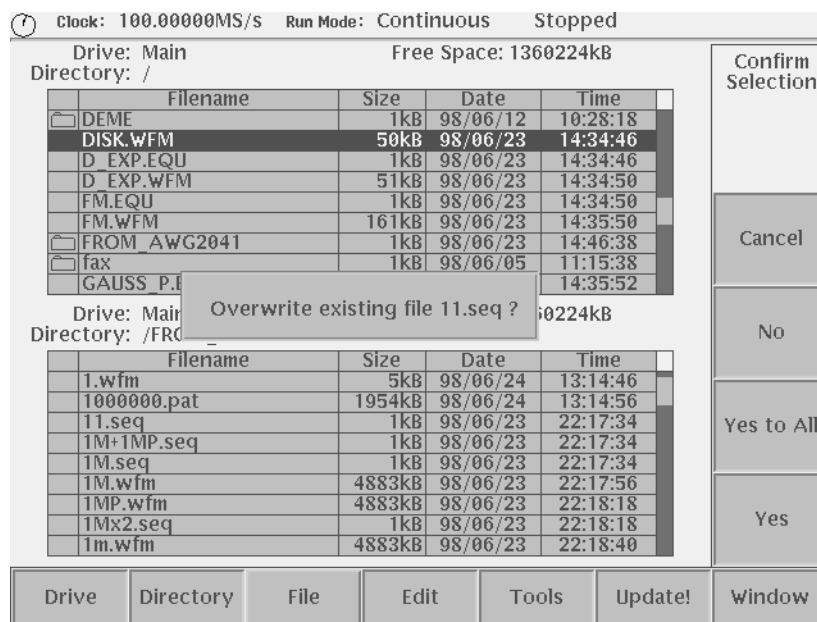 Clock: 100.00000MS/s Run Mode: Continuous Stopped
Drive: Main Free Space: 1360224kB
Directory: /
Filename Size Date Time
DEME 1kB 98/06/12 10:28:18
DISK.WFM 50kB 98/06/23 14:34:46
D_EXP.EQU 1kB 98/06/23 14:34:46
D_EXP.WFM 51kB 98/06/23 14:34:50
FM.EQU 1kB 98/06/23 14:34:50
FM.WFM 161kB 98/06/23 14:35:50
FROM_AWG2041 1kB 98/06/23 14:46:38
fax 1kB 98/06/05 11:15:38
GAUSS_P.E 14:35:52
Overwrite existing file 11.seq ?
Drive: Main 60224kB
Directory: /FRO
Filename Size Date Time
1.wfm 5kB 98/06/24 13:14:46
1000000.pat 1954kB 98/06/24 13:14:56
11.seq 1kB 98/06/23 22:17:34
1M+1MP.seq 1kB 98/06/23 22:17:34
1M.seq 1kB 98/06/23 22:17:34
1M.wfm 4883kB 98/06/23 22:17:56
1MP.wfm 4883kB 98/06/23 22:18:18
1Mx2.seq 1kB 98/06/23 22:18:18
1m.wfm 4883kB 98/06/23 22:18:40
Confirm
Selection
Cancel
No
Yes to All
Yes
Drive Directory File Edit Tools Update! Window